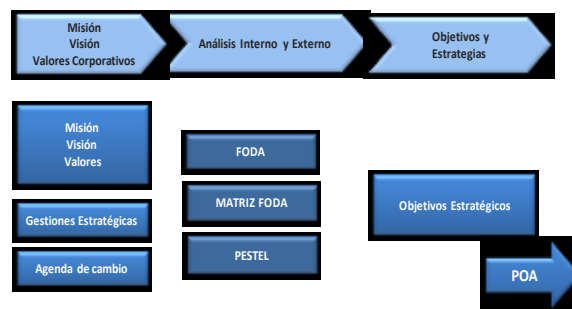 Misión
Visión
Valores Corporativos
Análisis Interno y Externo
Objetivos y
Estrategias
Misión
Visión
Valores
Gestiones Estratégicas
Agenda de cambio
FODA
MATRIZ FODA
PESTEL
Objetivos Estratégicos
POA